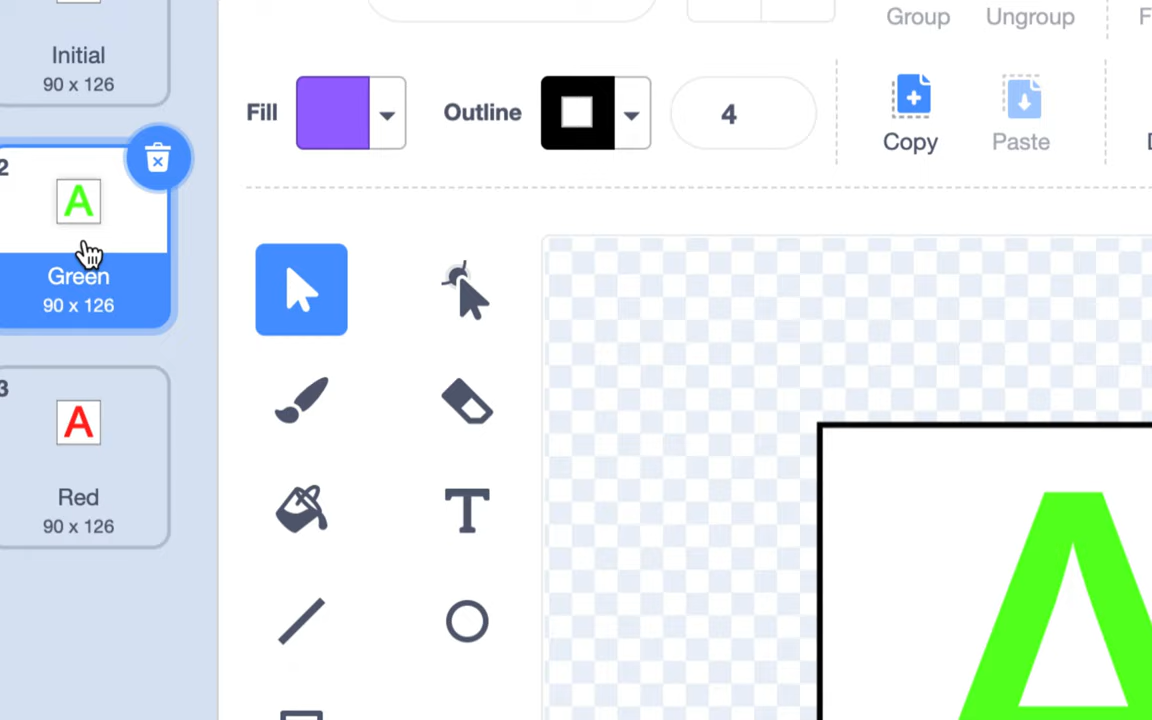 Initial
90 x 126
2
A
Green
90 x 126
3
A
Red
90 x 126
Group
Ungroup
F
Fill
Outline
4
Copy
Paste
T
A